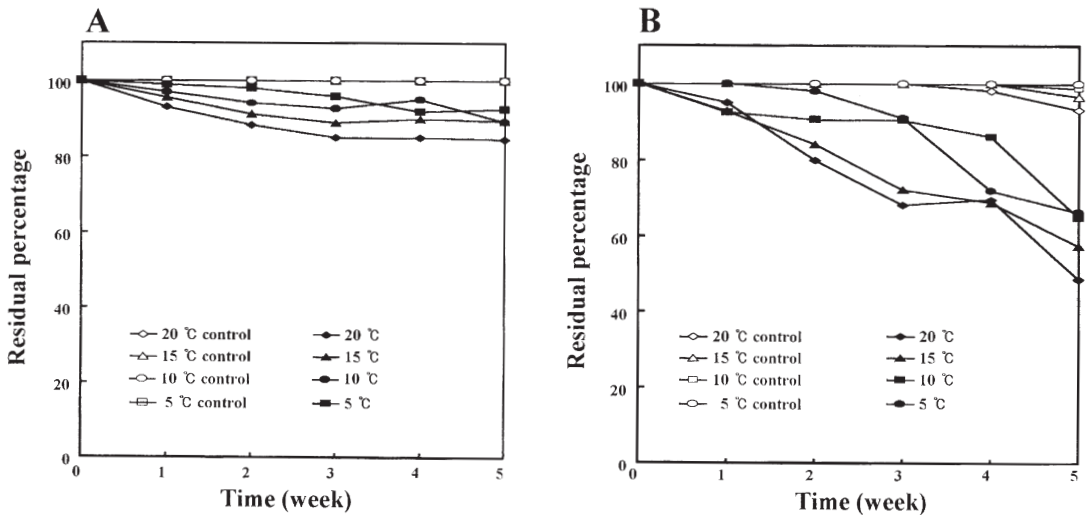 A
Residual percentage
100
80
60
40
20
0
20 ℃ control
15 ℃ control
10 ℃ control
5 ℃ control
20 ℃
15 ℃
10 ℃
5 ℃
0 1 2 3 4 5
Time (week)
B
Residual percentage
100
80
60
40
20
0
20 ℃ control
15 ℃ control
10 ℃ control
5 ℃ control
20 ℃
15 ℃
10 ℃
5 ℃
0 1 2 3 4 5
Time (week)